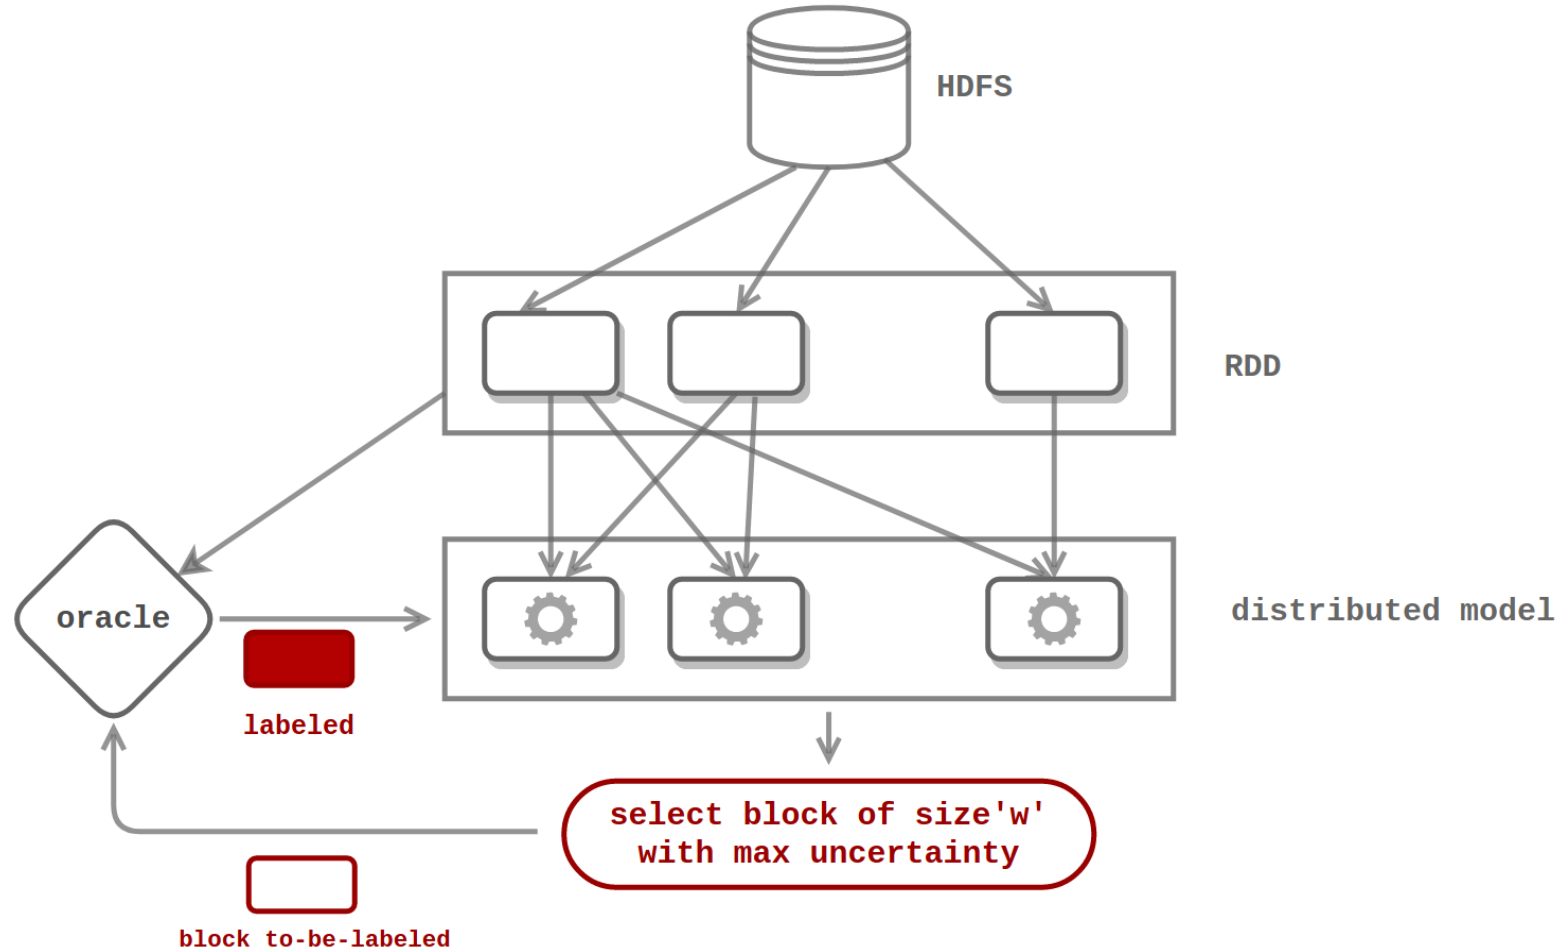 HDFS
RDD
oracle
distributed model
labeled
select block of size'w'
with max uncertainty
block to-be-labeled